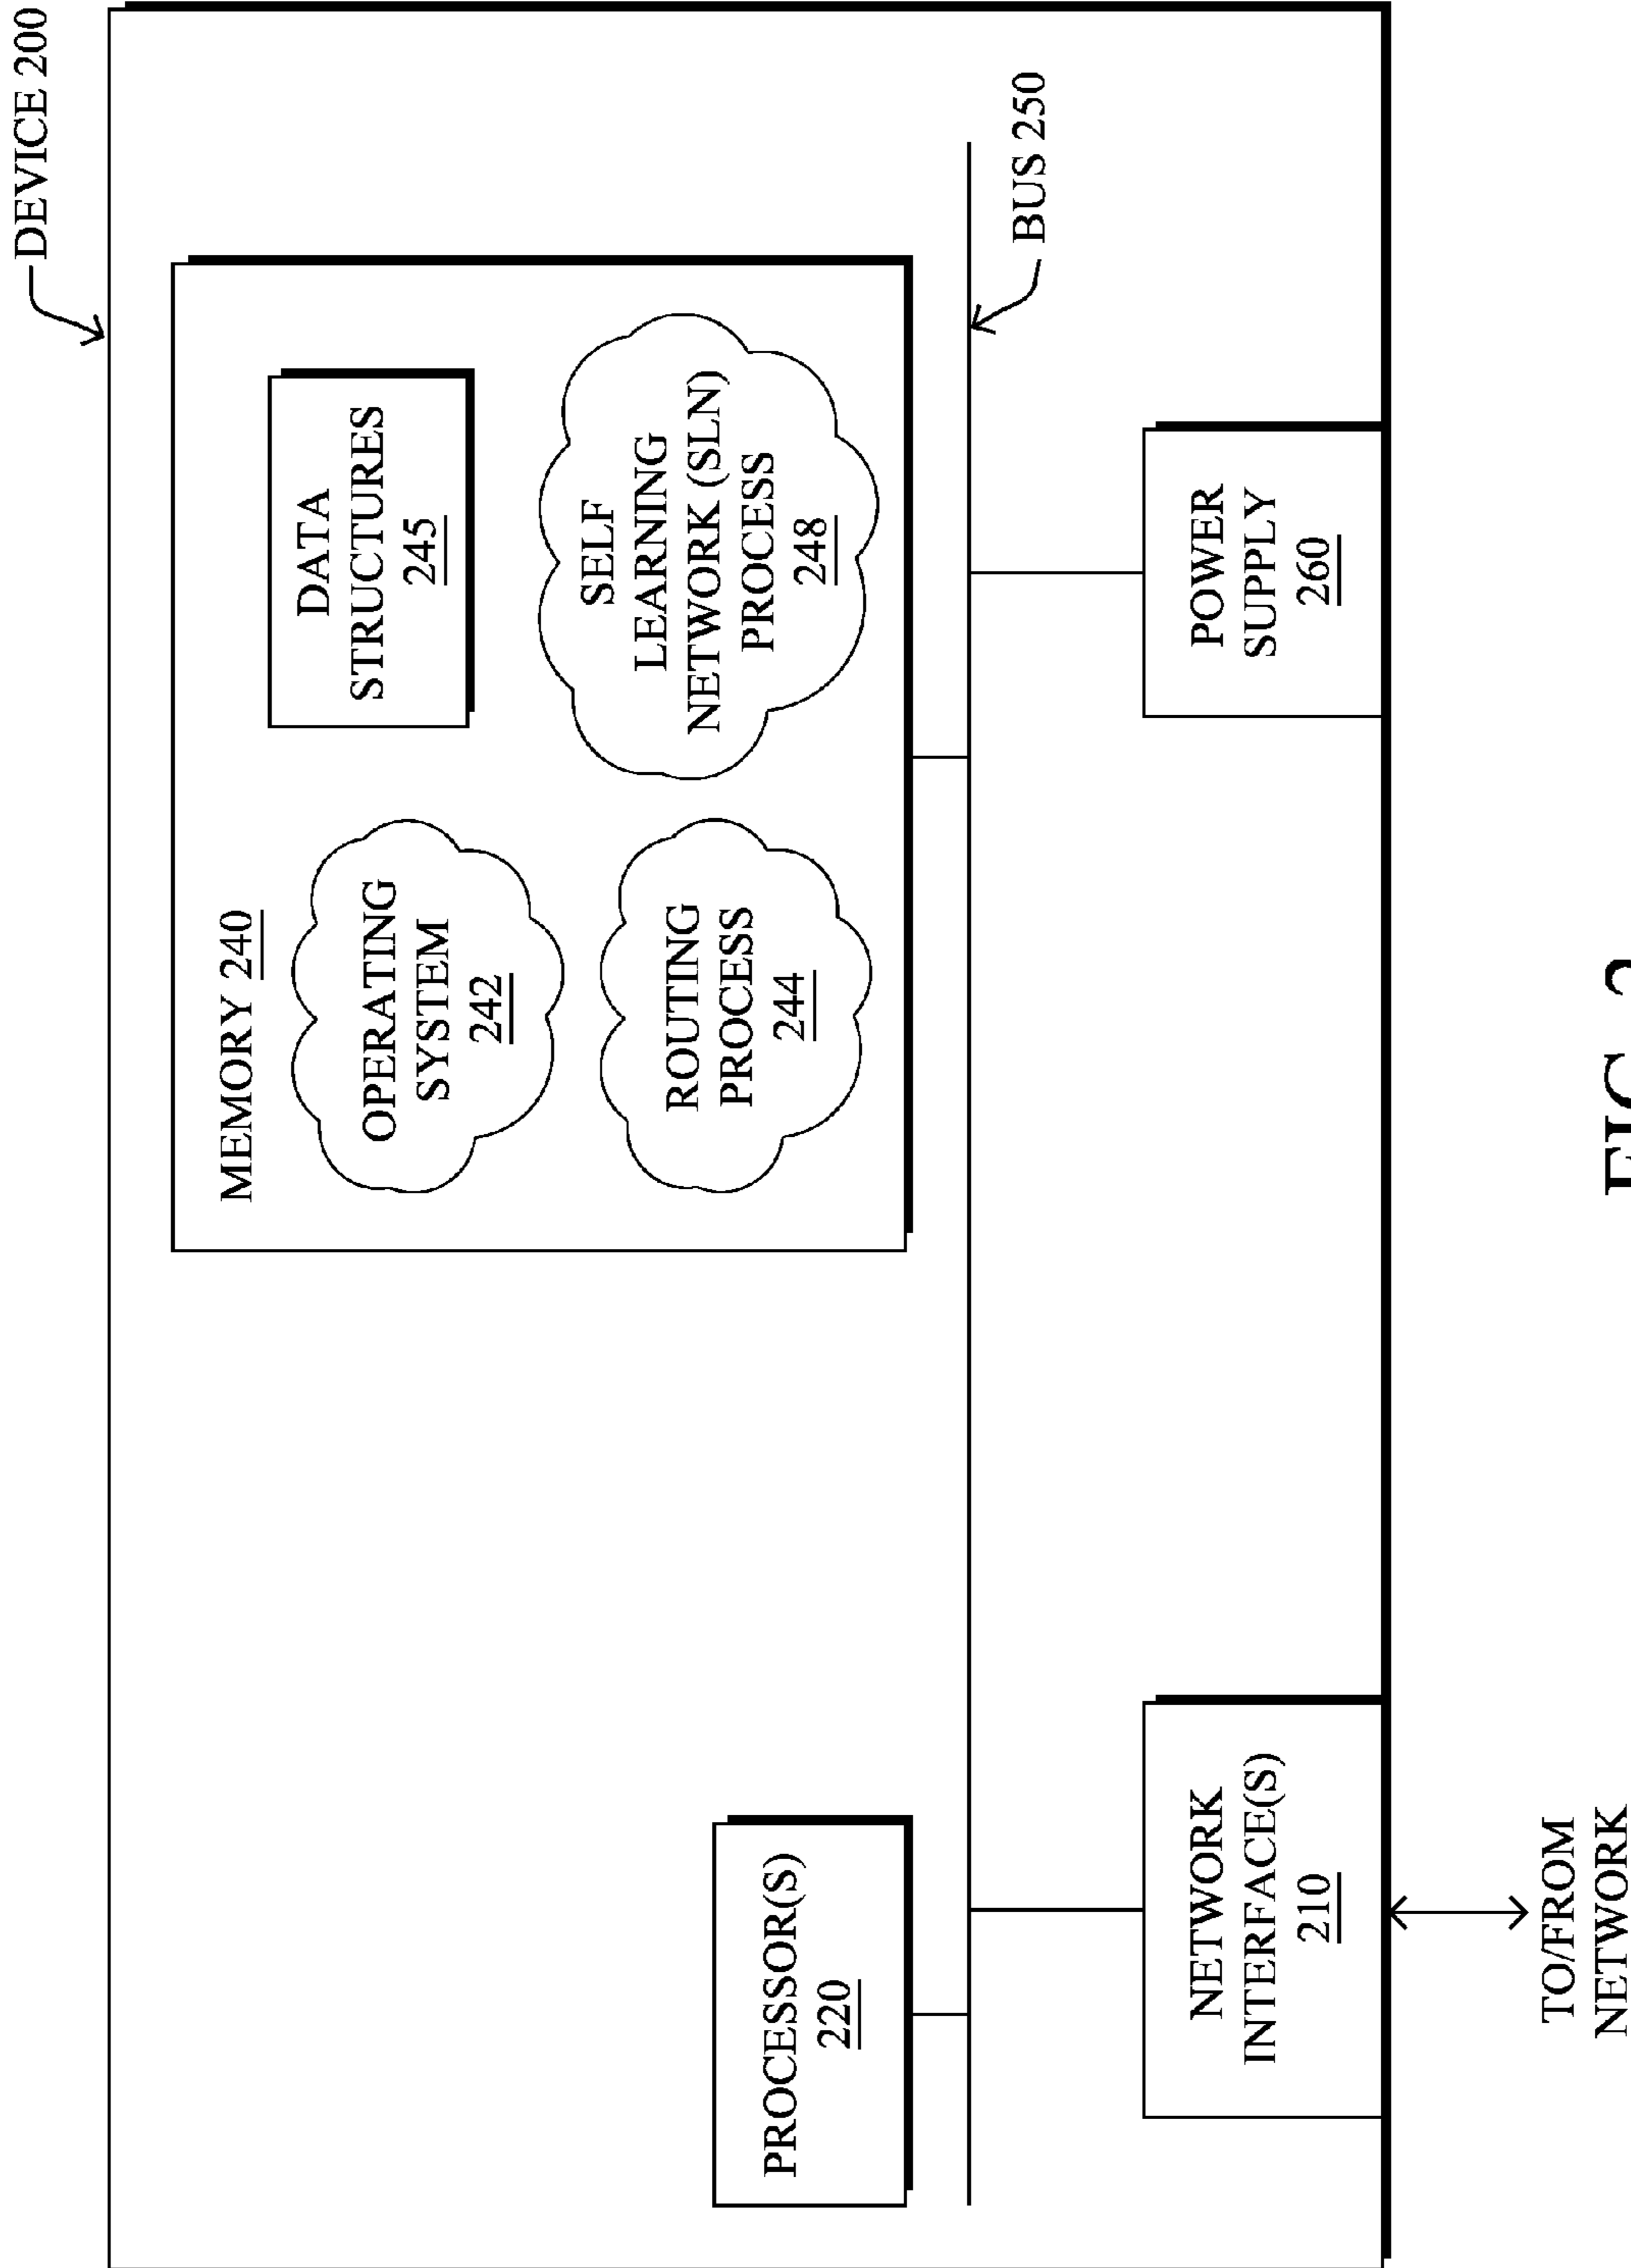 DEVICE 200
MEMORY 240
OPERATING
SYSTEM
242
DATA
STRUCTURES
245
ROUTING
PROCESS
244
SELF
LEARNING
NETWORK (SLN)
PROCESS
248
PROCESSOR(S)
220
BUS 250
NETWORK
INTERFACE(S)
210
POWER
SUPPLY
260
TO/FROM
NETWORK
FIG